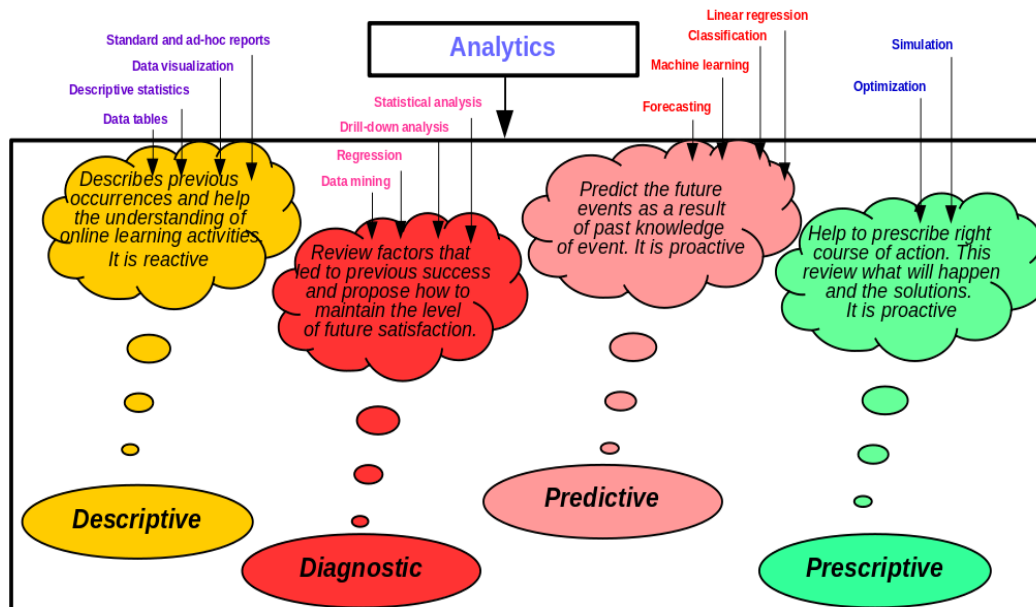 Analytics
Standard and ad-hoc reports
Data visualization
Descriptive statistics
Data tables
Statistical analysis
Drill-down analysis
Regression
Data mining
Linear regression
Classification
Machine learning
Forecasting
Simulation
Optimization
Describes previous
occurrences and help
the understanding of
online learning activities.
It is reactive
Review factors that
led to previous success
and propose how to
maintain the level
of future satisfaction.
Predict the future
events as a result
of past knowledge
of event. It is proactive
Help to prescribe right
course of action. This
review what will happen
and the solutions.
It is proactive
Descriptive
Diagnostic
Predictive
Prescriptive